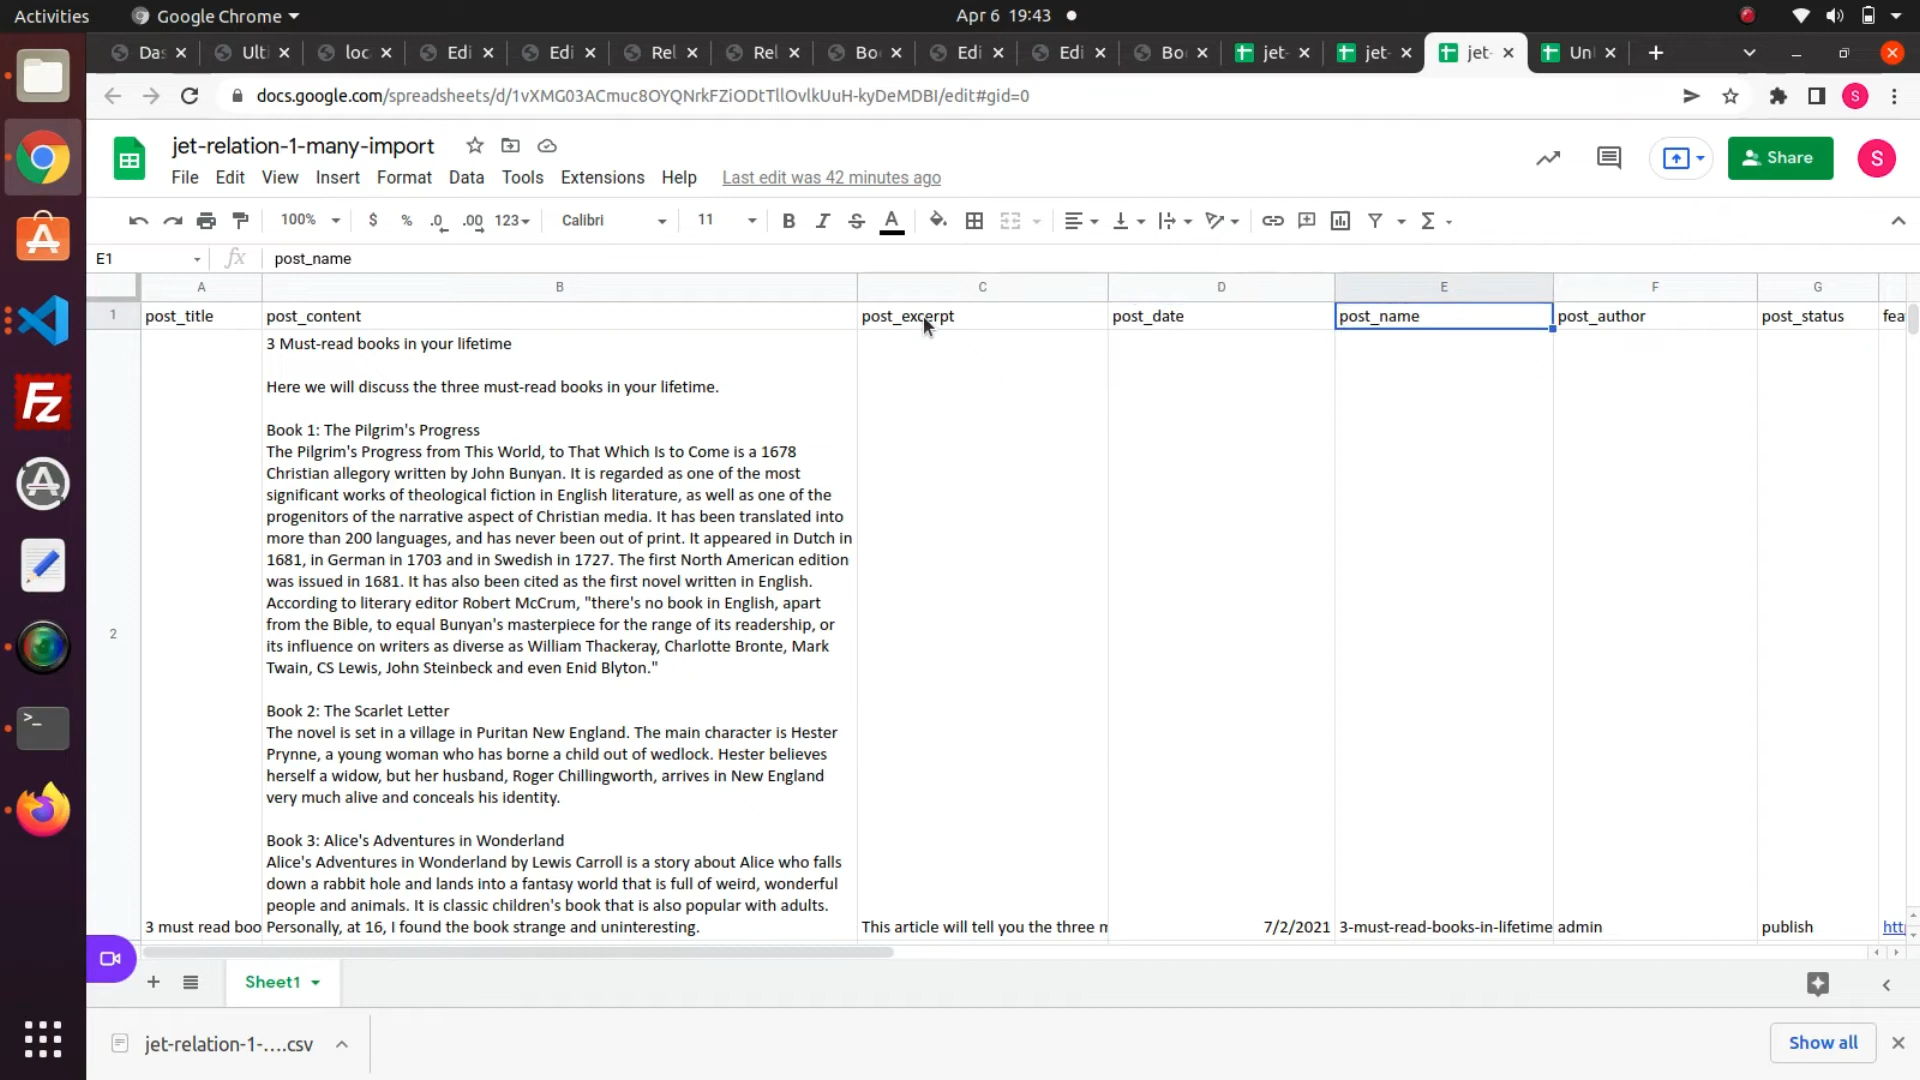 Activities Google Chrome Apr 6 19:43
Das Ulti loc Edi Edi Rel Rel Bo Edi Edi Bo jet- jet- jet- Un
docs.google.com/spreadsheets/d/1vXMG03ACmuc8OYQNrkFZiODtTllOvlkUuH-kyDeMDBI/edit#gid=0 S
jet-relation-1-many-import Share S
File Edit View Insert Format Data Tools Extensions Help Last edit was 42 minutes ago
100% $ % .0 .00 123 Calibri 11 B I S A Σ
E1 fx post_name
A B C D E F G
1 post_title post_content post_excerpt post_date post_name post_author post_status fea
3 Must-read books in your lifetime
Here we will discuss the three must-read books in your lifetime.
Book 1: The Pilgrim's Progress
The Pilgrim's Progress from This World, to That Which Is to Come is a 1678
Christian allegory written by John Bunyan. It is regarded as one of the most
significant works of theological fiction in English literature, as well as one of the
progenitors of the narrative aspect of Christian media. It has been translated into
more than 200 languages, and has never been out of print. It appeared in Dutch in
1681, in German in 1703 and in Swedish in 1727. The first North American edition
was issued in 1681. It has also been cited as the first novel written in English.
According to literary editor Robert McCrum, "there's no book in English, apart
from the Bible, to equal Bunyan's masterpiece for the range of its readership, or
2
its influence on writers as diverse as William Thackeray, Charlotte Bronte, Mark
Twain, CS Lewis, John Steinbeck and even Enid Blyton."
Book 2: The Scarlet Letter
The novel is set in a village in Puritan New England. The main character is Hester
Prynne, a young woman who has borne a child out of wedlock. Hester believes
herself a widow, but her husband, Roger Chillingworth, arrives in New England
very much alive and conceals his identity.
Book 3: Alice's Adventures in Wonderland
Alice's Adventures in Wonderland by Lewis Carroll is a story about Alice who falls
down a rabbit hole and lands into a fantasy world that is full of weird, wonderful
people and animals. It is classic children's book that is also popular with adults.
3 must read boo Personally, at 16, I found the book strange and uninteresting. This article will tell you the three m 7/2/2021 3-must-read-books-in-lifetime admin publish htt
Sheet1
jet-relation-1-....csv Show all